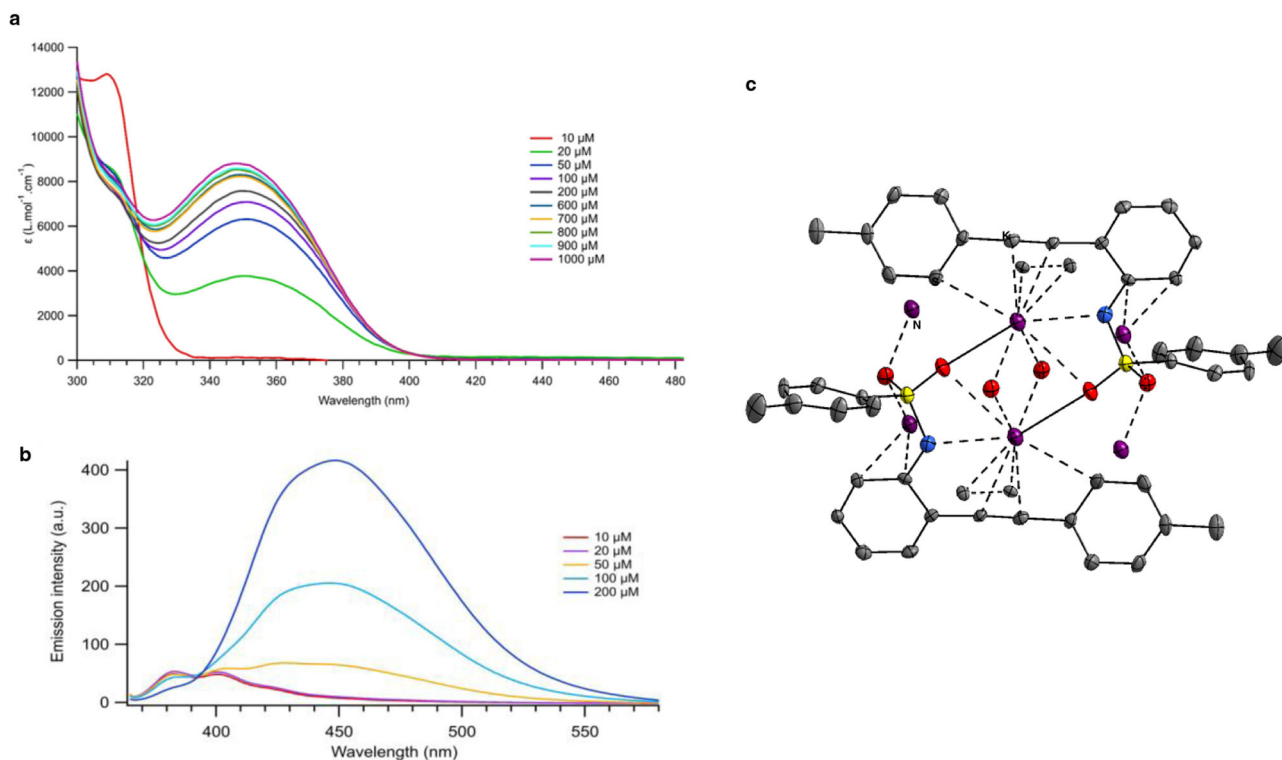 a
14000
12000
10000
8000
6000
4000
2000
0
ε (L.mol⁻¹.cm⁻¹)
300 320 340 360 380 400 420 440 460 480
Wavelength (nm)
10 µM
20 µM
50 µM
100 µM
200 µM
600 µM
700 µM
800 µM
900 µM
1000 µM
b
400
300
200
100
0
Emission intensity (a.u.)
400 450 500 550
Wavelength (nm)
10 µM
20 µM
50 µM
100 µM
200 µM
c
K
N